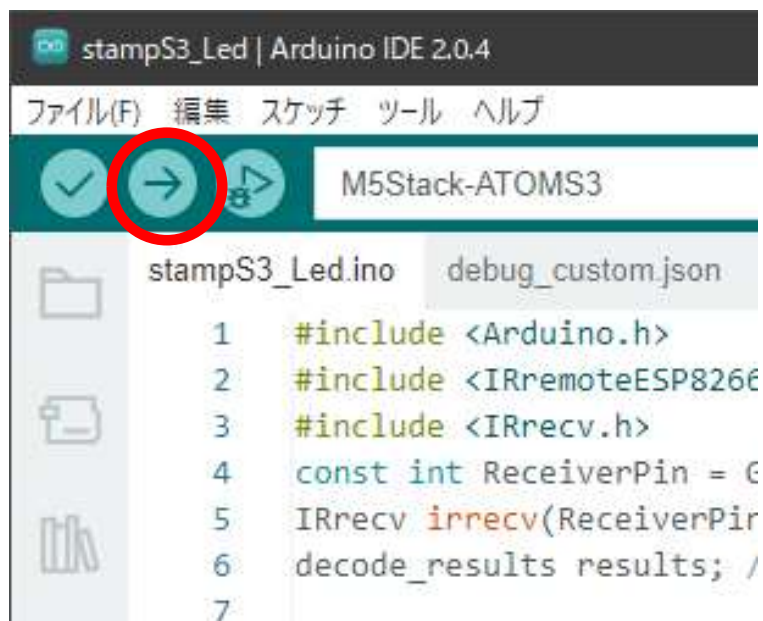 stampS3_Led | Arduino IDE 2.0.4
ファイル(F) 編集 スケッチ ツール ヘルプ
M5Stack-ATOMS3
stampS3_Led.ino debug_custom.json
1 #include <Arduino.h>
2 #include <IRremoteESP8266
3 #include <IRrecv.h>
4 const int ReceiverPin = G
5 IRrecv irrecv(ReceiverPin
6 decode_results results; /
7